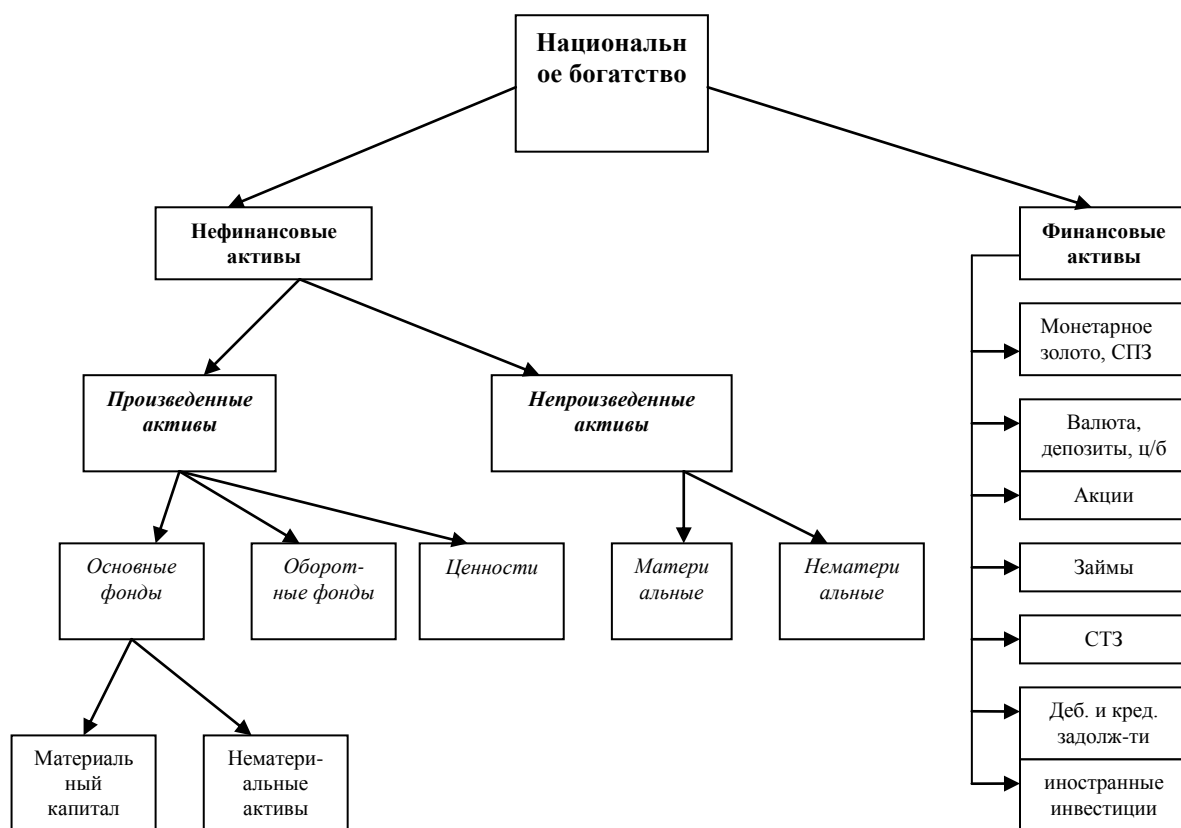 Национальн
ое богатство
Нефинансовые
активы
Финансовые
активы
Монетарное
золото, СПЗ
Произведенные
активы
Непроизведенные
активы
Валюта,
депозиты, ц/б
Акции
Основные
фонды
Оборот-
ные фонды
Ценности
Матери
альные
Нематери
альные
Займы
СТЗ
Деб. и кред.
задолж-ти
Материаль
ный
капитал
Нематери-
альные
активы
иностранные
инвестиции